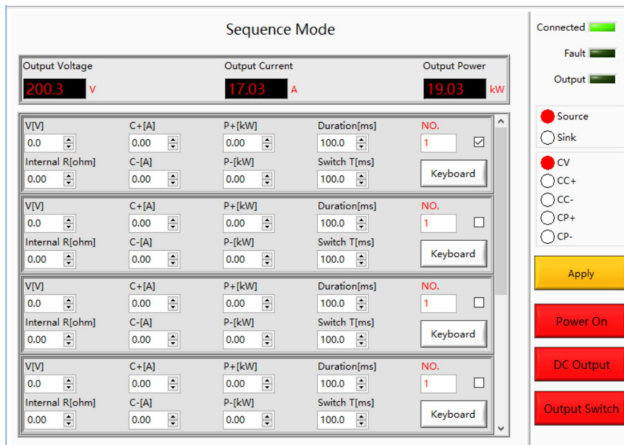 Sequence Mode
Output Voltage Output Current Output Power
200.3 V 17.03 A 19.03 kW
V[V] C+[A] P+[kW] Duration[ms] NO.
0.0 0.00 0.00 100.0 1
Internal R[ohm] C-[A] P-[kW] Switch T[ms] Keyboard
0.00 0.00 0.00 100.0
V[V] C+[A] P+[kW] Duration[ms] NO.
0.0 0.00 0.00 100.0 1
Internal R[ohm] C-[A] P-[kW] Switch T[ms] Keyboard
0.00 0.00 0.00 100.0
V[V] C+[A] P+[kW] Duration[ms] NO.
0.0 0.00 0.00 100.0 1
Internal R[ohm] C-[A] P-[kW] Switch T[ms] Keyboard
0.00 0.00 0.00 100.0
V[V] C+[A] P+[kW] Duration[ms] NO.
0.0 0.00 0.00 100.0 1
Internal R[ohm] C-[A] P-[kW] Switch T[ms] Keyboard
0.00 0.00 0.00 100.0
Connected
Fault
Output
Source
Sink
CV
CC+
CC-
CP+
CP-
Apply
Power On
DC Output
Output Switch